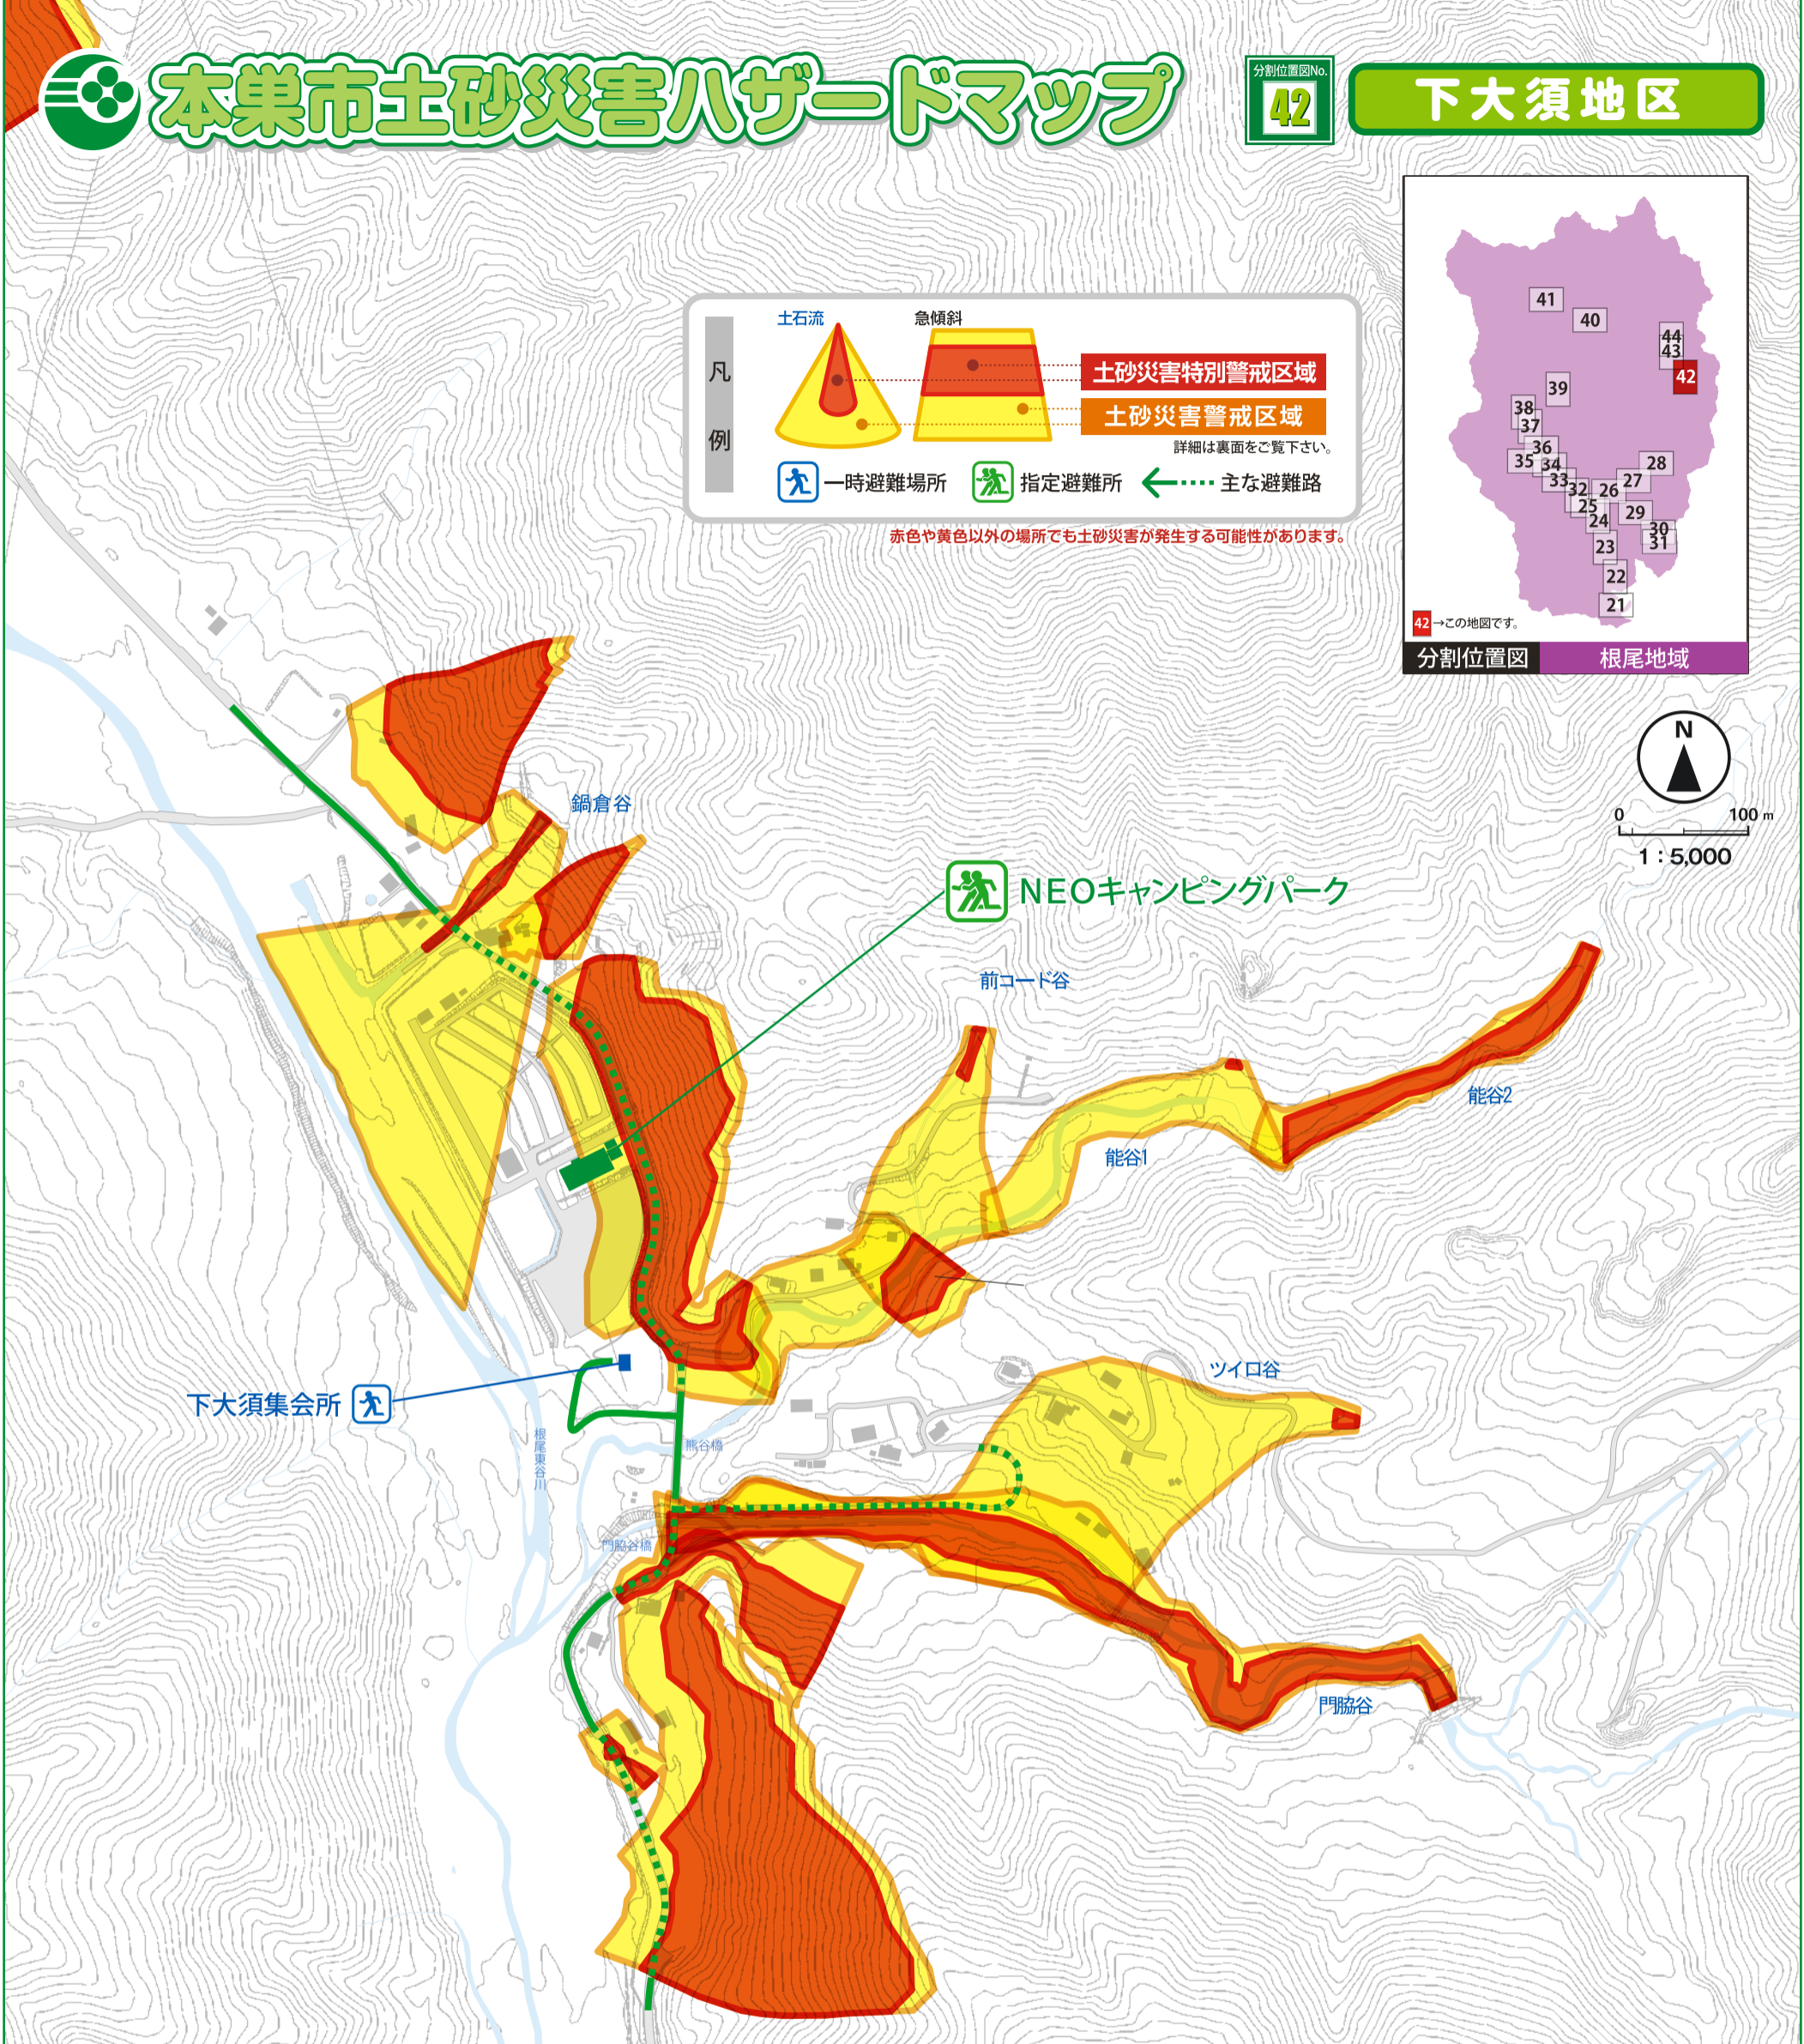 本巣市土砂災害ハザードマップ
分割位置図No.
42
下大須地区
41
40
44
43
42
39
38
37
36
35
34
33
32
28
27
26
25
24
29
30
31
23
22
21
42→この地図です。
分割位置図
根尾地域
凡例
土石流
急傾斜
土砂災害特別警戒区域
土砂災害警戒区域
詳細は裏面をご覧下さい。
一時避難場所
指定避難所
主な避難路
赤色や黄色以外の場所でも土砂災害が発生する可能性があります。
N
0 100 m
1：5,000
鍋倉谷
NEOキャンピングパーク
前コード谷
能谷2
能谷1
ツイロ谷
下大須集会所
根尾東谷川
熊谷橋
門脇谷橋
門脇谷